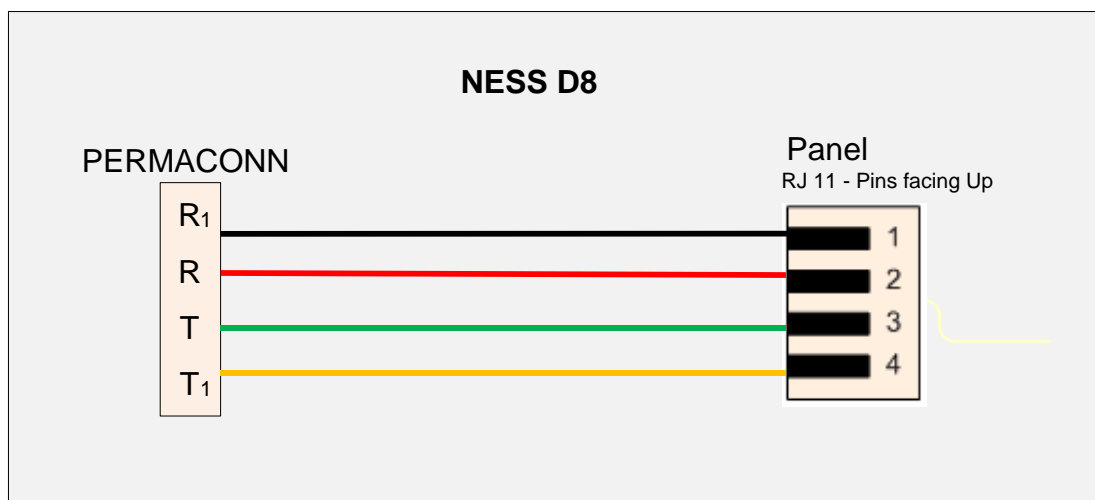 NESS D8
PERMACONN
Panel
RJ 11 - Pins facing Up
R1
1
R
2
T
3
T1
4